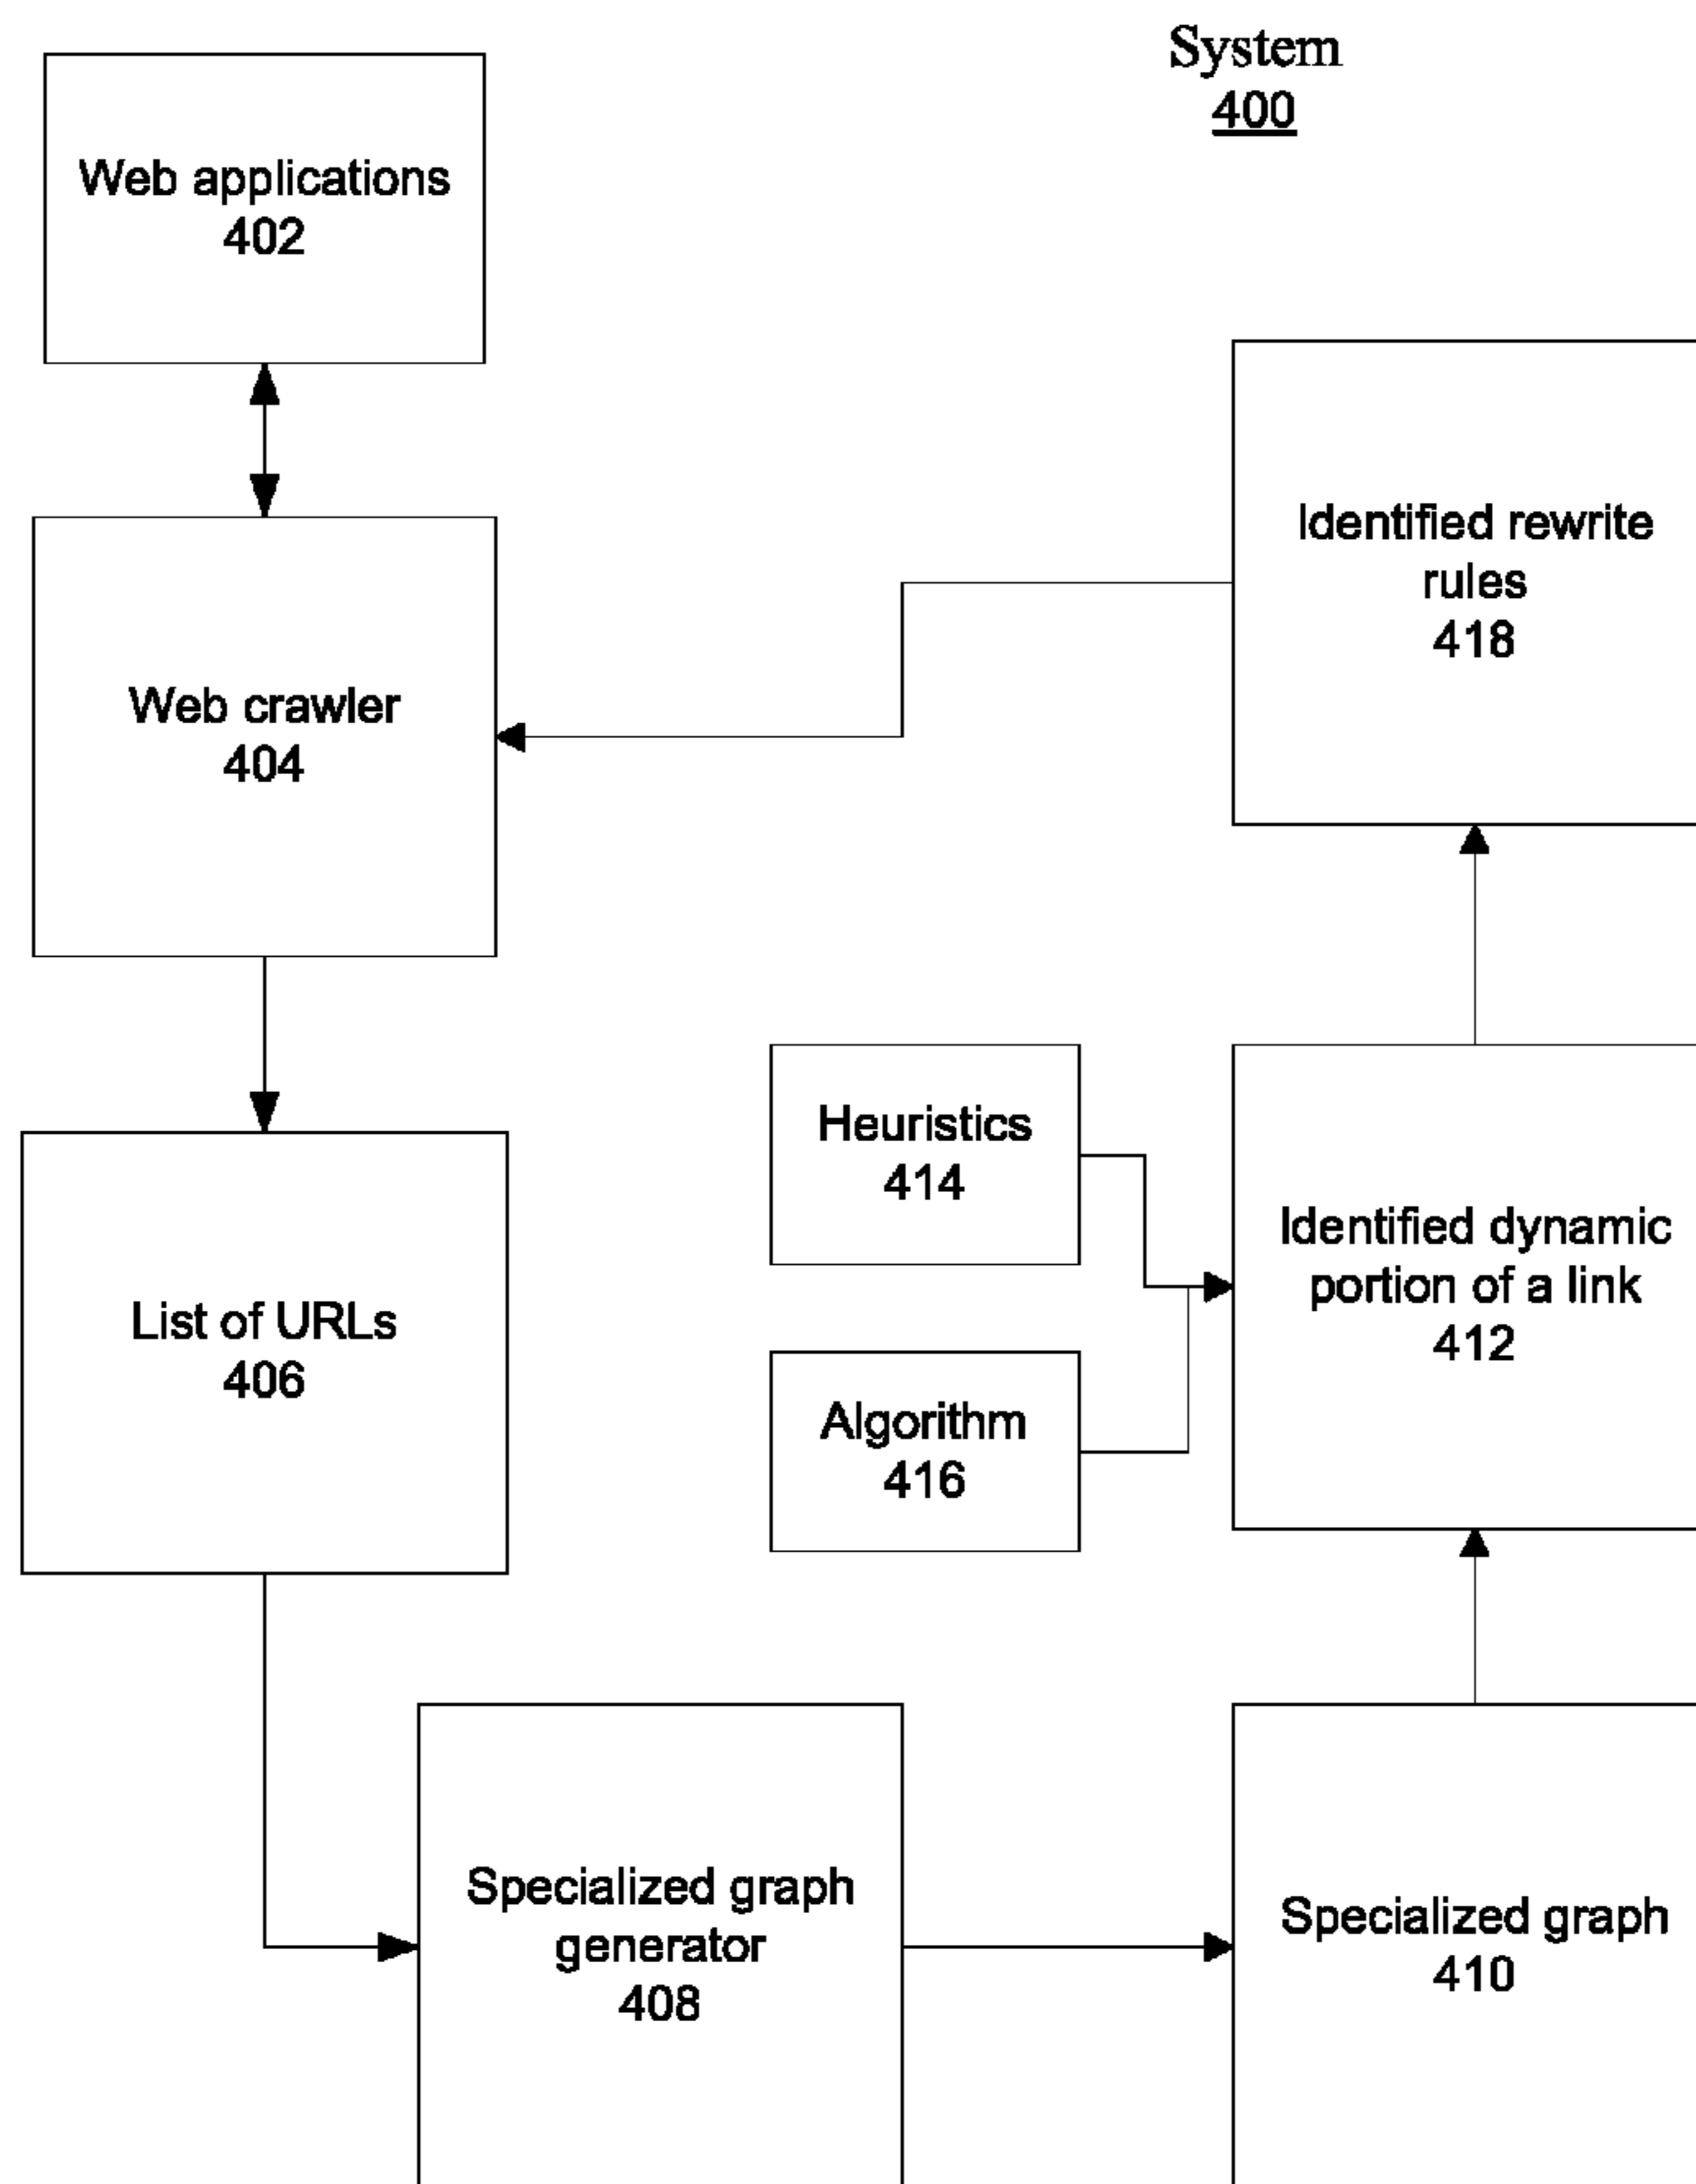 System
400
Web applications
402
Identified rewrite
rules
418
Web crawler
404
Heuristics
414
Identified dynamic
portion of a link
412
List of URLs
406
Algorithm
416
Specialized graph
generator
408
Specialized graph
410